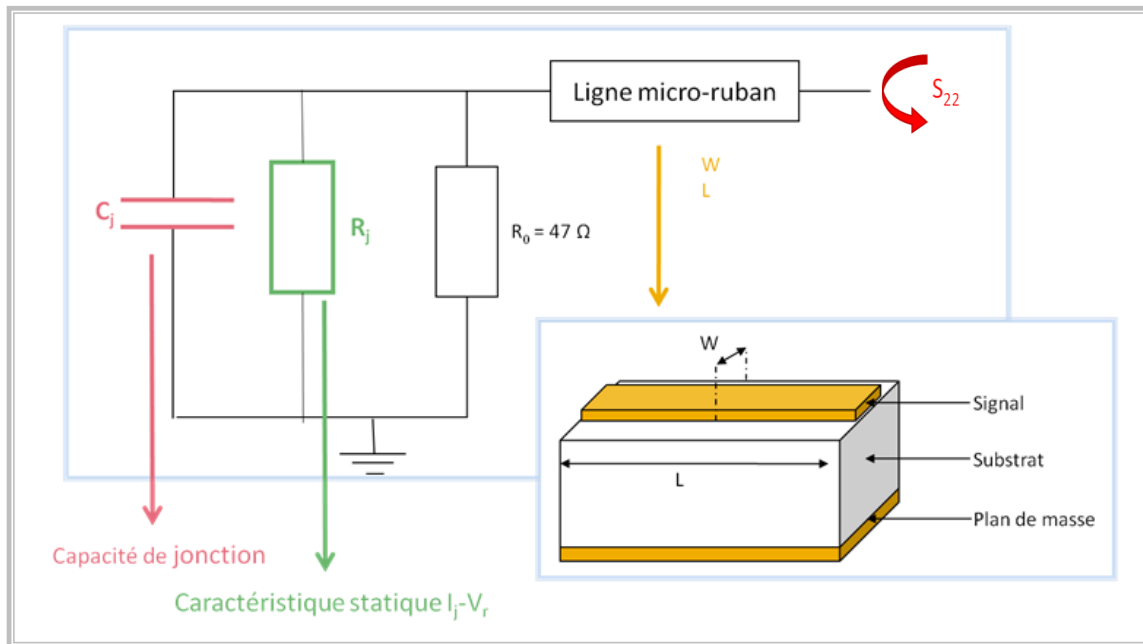 Ligne micro-ruban
S22
W
L
Cj
Rj
R0 = 47 Ω
W
Signal
Substrat
L
Plan de masse
Capacité de jonction
Caractéristique statique Ij-Vr